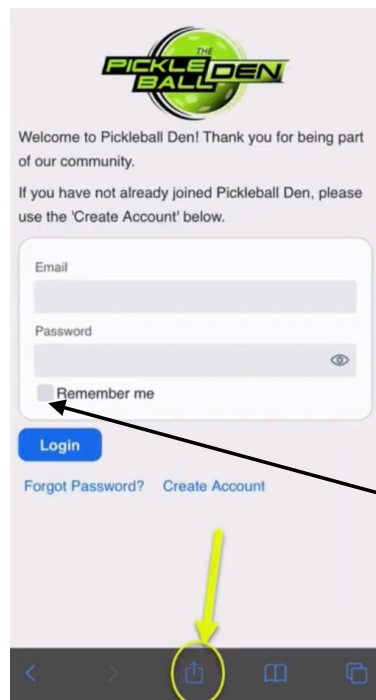 THE
PICKLE DEN
BALL
Welcome to Pickleball Den! Thank you for being part
of our community.
If you have not already joined Pickleball Den, please
use the 'Create Account' below.
Email
Password
Remember me
Login
Forgot Password? Create Account